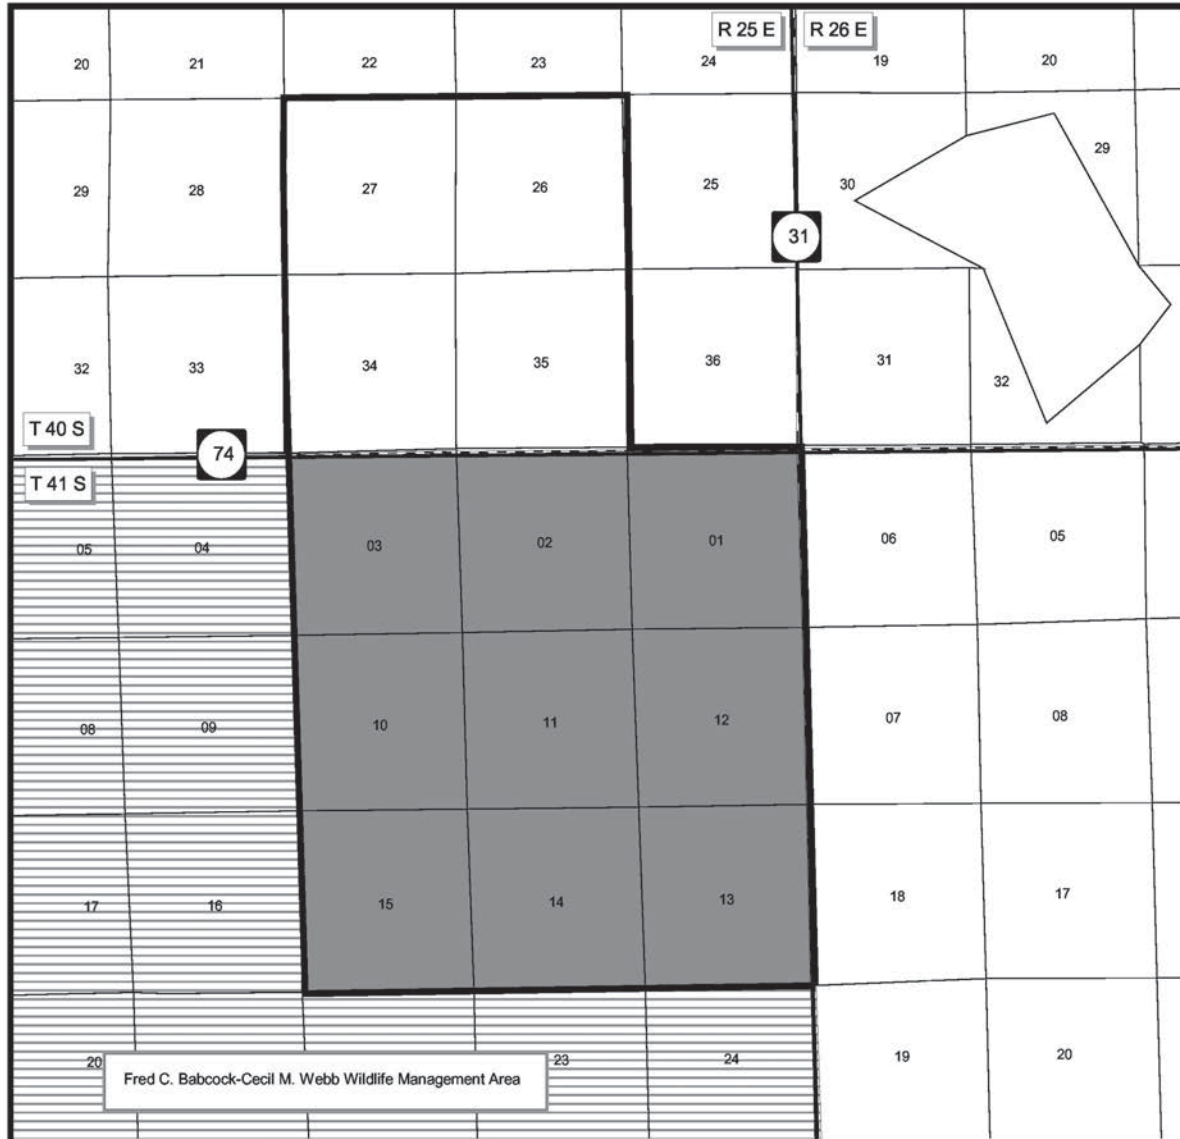 R 25 E R 26 E
20 21 22 23 24 19 20
29 28 27 26 25 30 29
31
32 33 34 35 36 31 32
T 40 S
74
T 41 S
05 04 03 02 01 06 05
08 09 10 11 12 07 08
17 16 15 14 13 18 17
20 23 24 19 20
Fred C. Babcock-Cecil M. Webb Wildlife Management Area